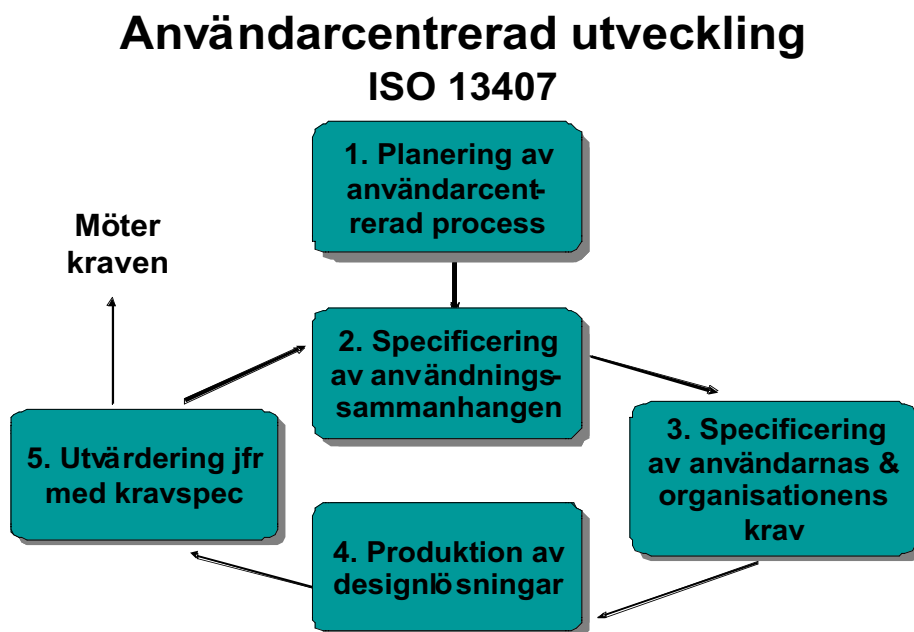 Användarcentrerad utveckling
ISO 13407
1. Planering av
användarcent-
rerad process
Möter
kraven
2. Specificering
av användnings-
sammanhangen
3. Specificering
av användarnas &
organisationens
krav
5. Utvärdering jfr
med kravspec
4. Produktion av
designlösningar